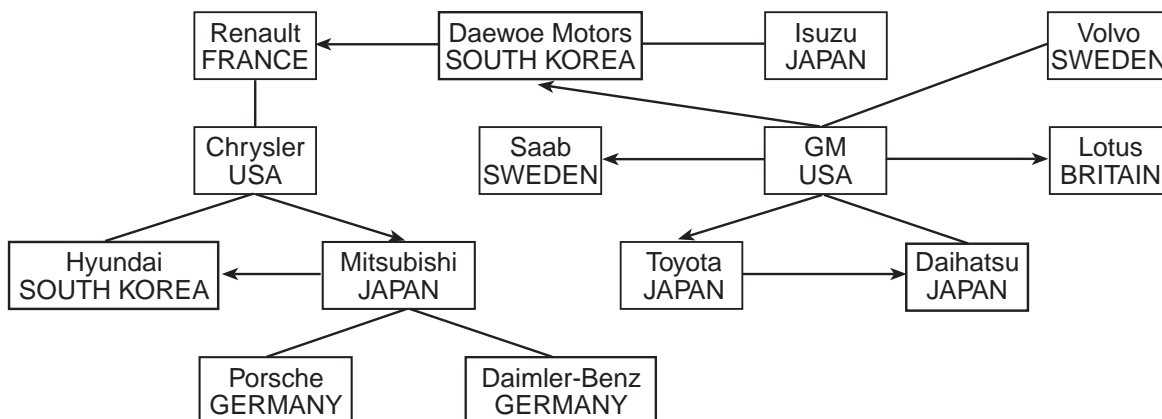 Renault
FRANCE
Daewoe Motors
SOUTH KOREA
Isuzu
JAPAN
Volvo
SWEDEN
Chrysler
USA
Saab
SWEDEN
GM
USA
Lotus
BRITAIN
Hyundai
SOUTH KOREA
Mitsubishi
JAPAN
Toyota
JAPAN
Daihatsu
JAPAN
Porsche
GERMANY
Daimler-Benz
GERMANY